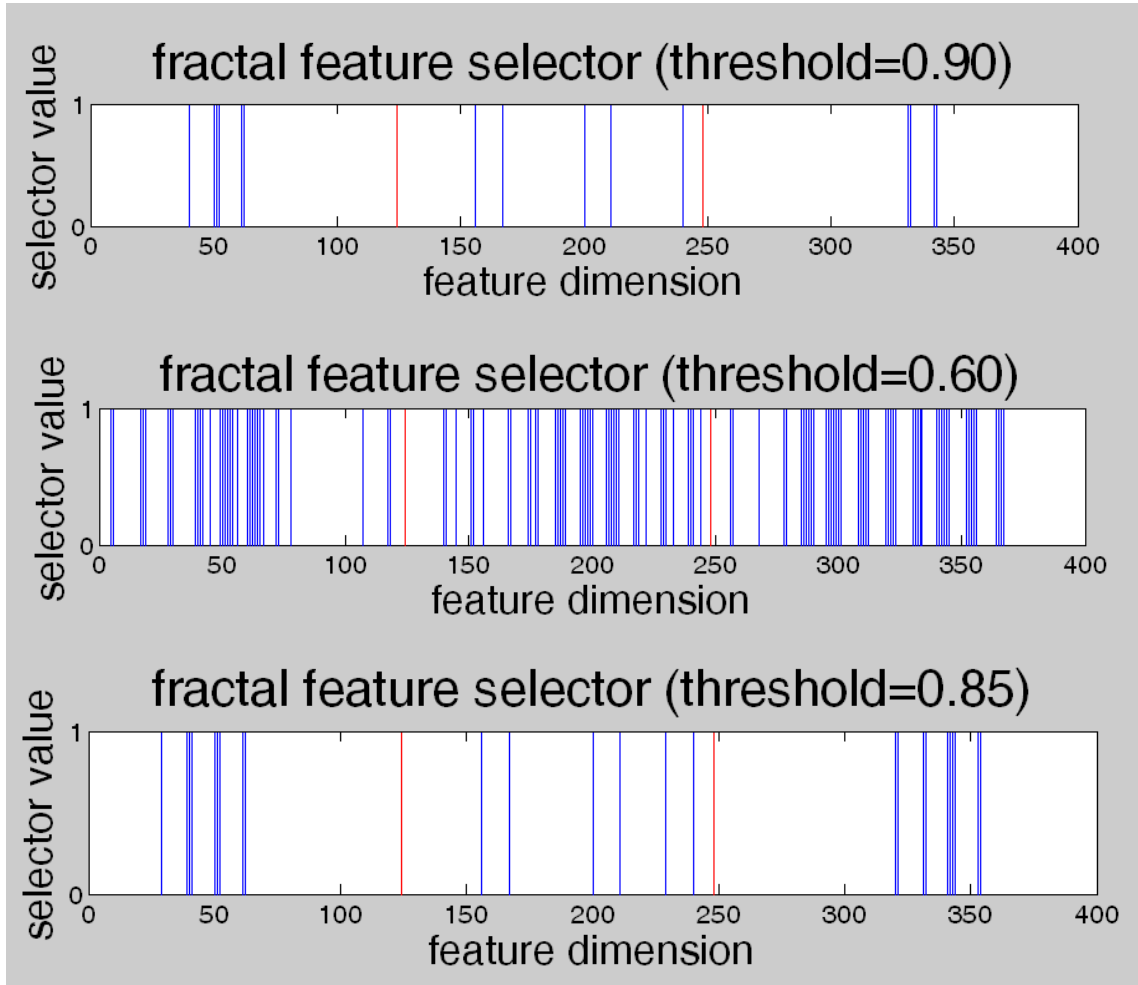 fractal feature selector (threshold=0.90)
selector value
1
0
0 50 100 150 200 250 300 350 400
feature dimension
fractal feature selector (threshold=0.60)
selector value
1
0
0 50 100 150 200 250 300 350 400
feature dimension
fractal feature selector (threshold=0.85)
selector value
1
0
0 50 100 150 200 250 300 350 400
feature dimension